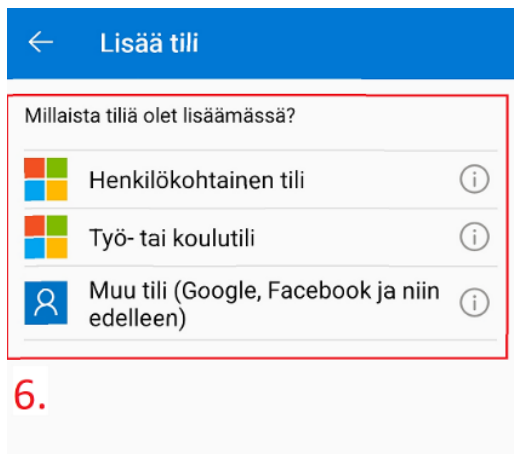 Lisää tili
Millaista tiliä olet lisäämässä?
Henkilökohtainen tili
Työ- tai koulutili
Muu tili (Google, Facebook ja niin
edelleen)
6.